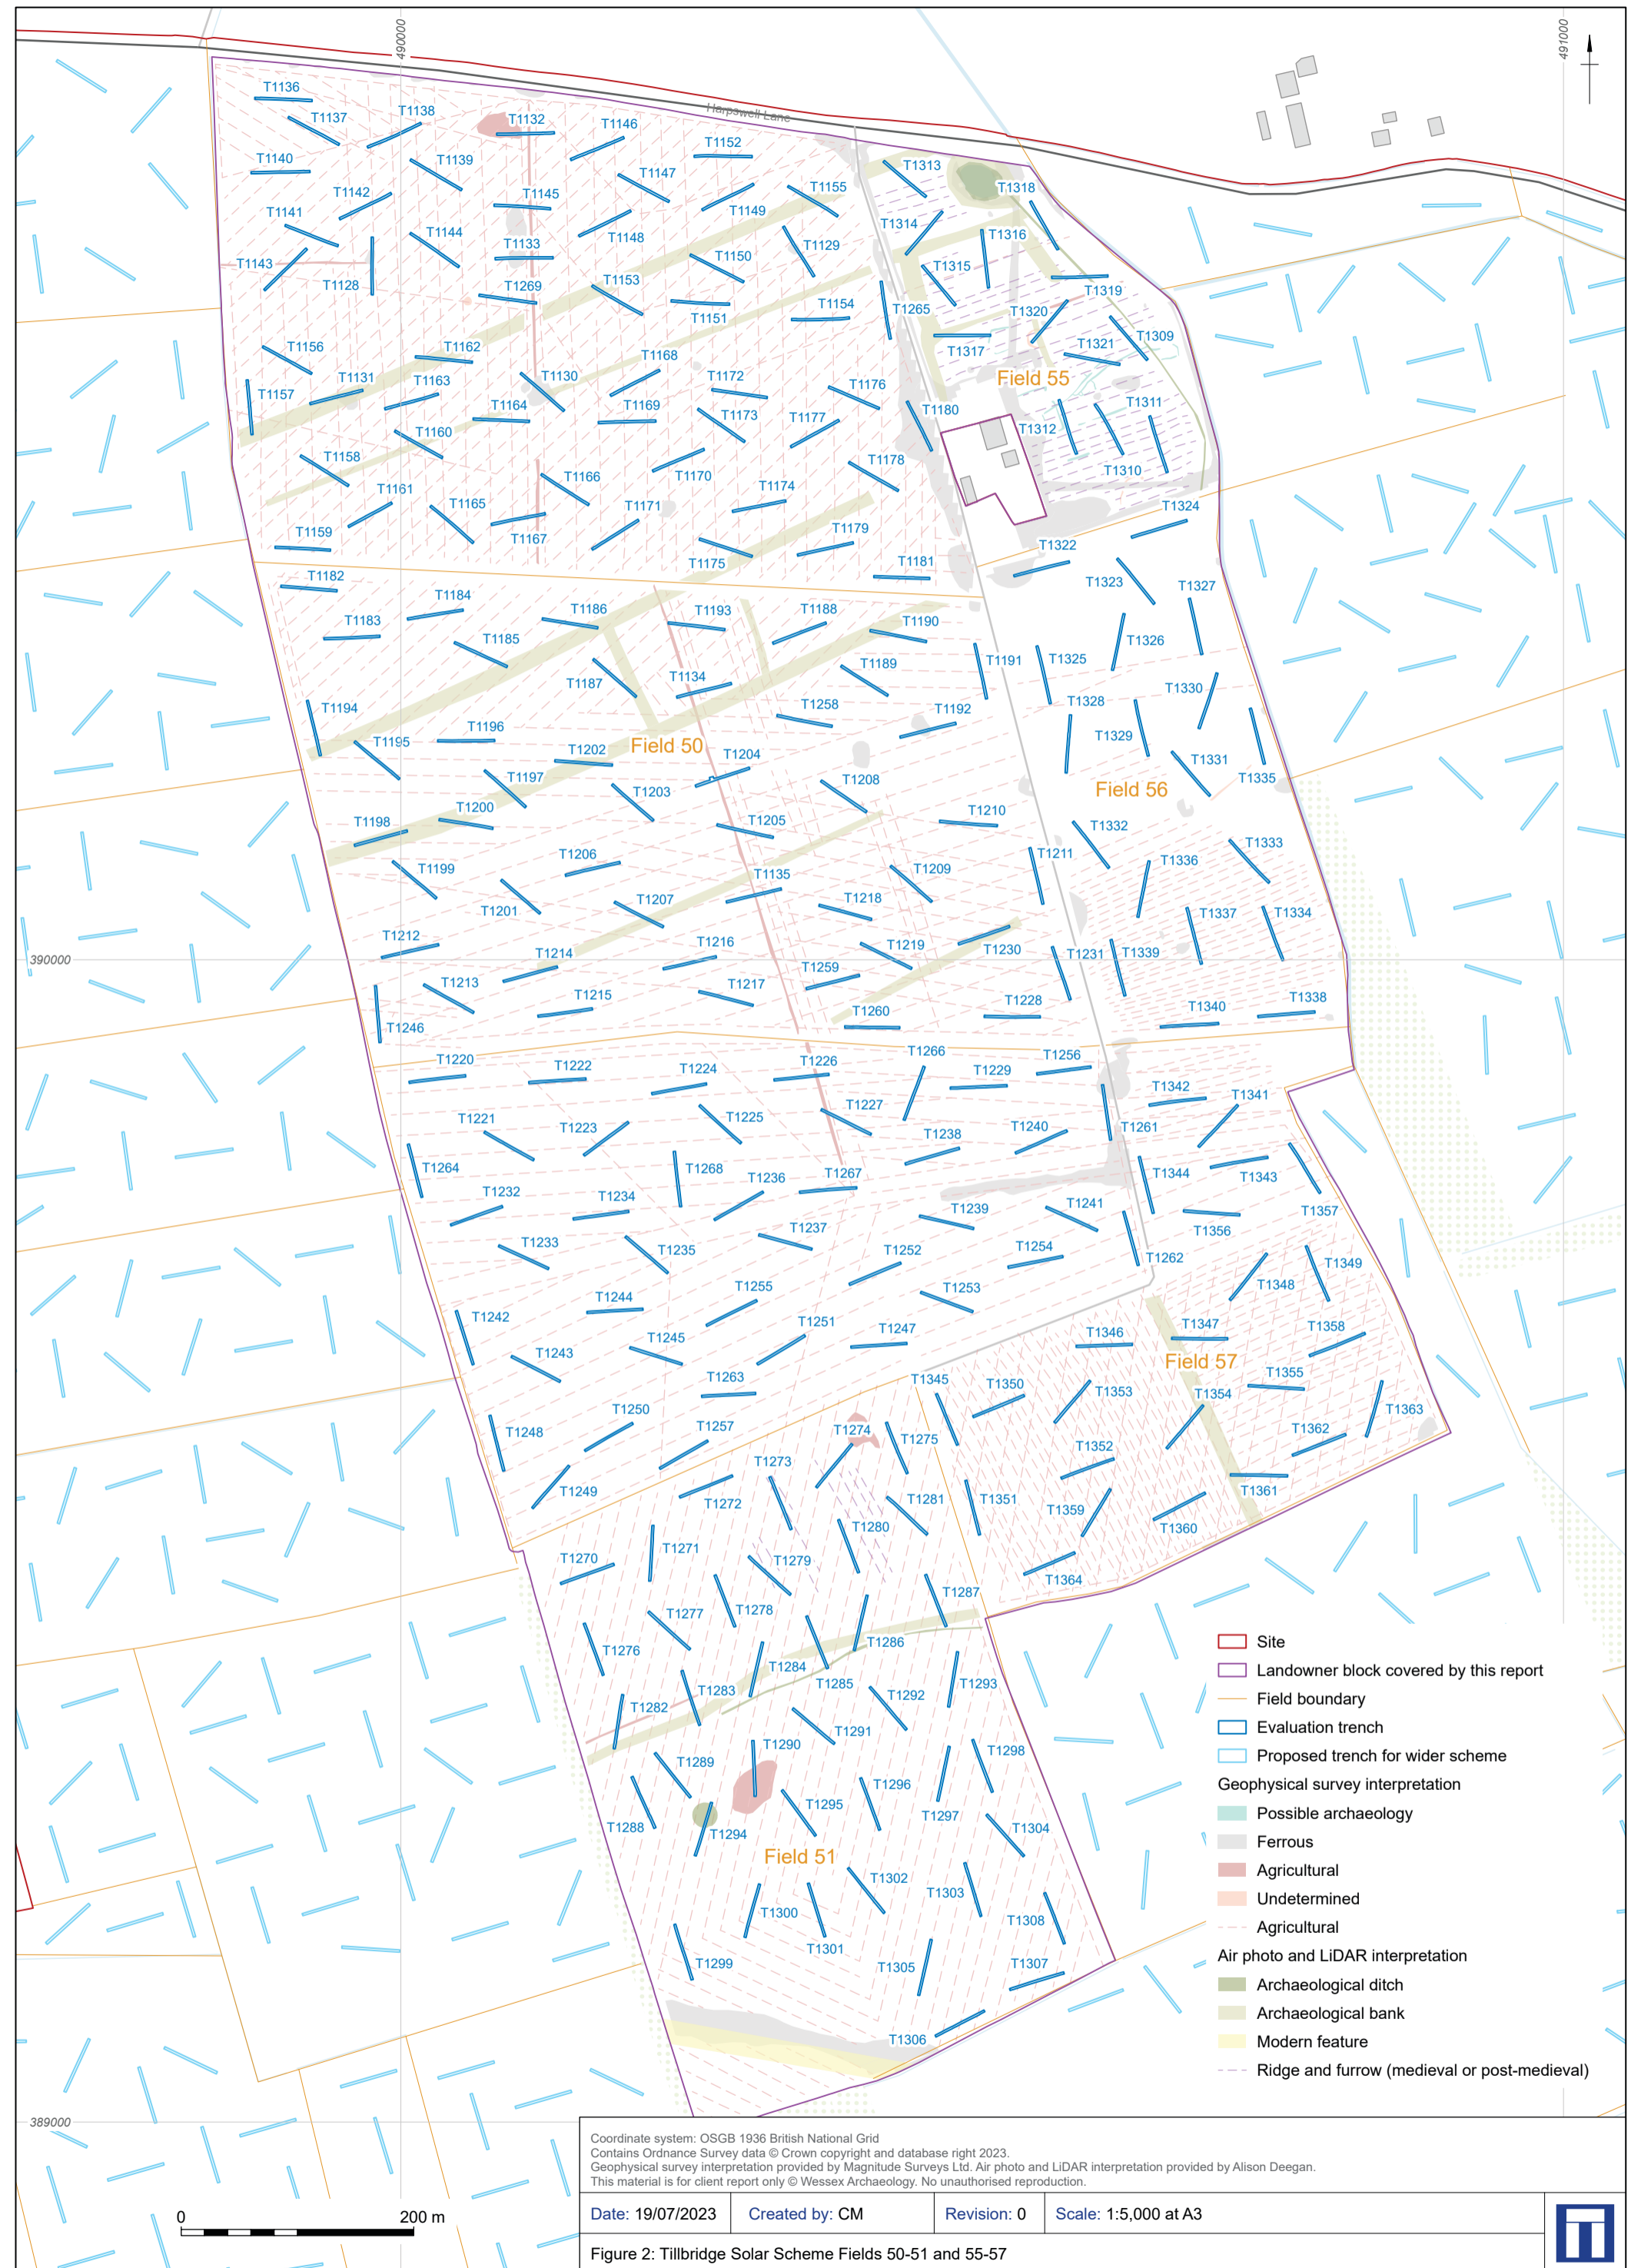 490000
491000
Harpswell Lane
T1136
T1137
T1138
T1132
T1146
T1152
T1140
T1139
T1147
T1155
T1313
T1318
T1142
T1145
T1149
T1141
T1144
T1148
T1314
T1316
T1143
T1133
T1150
T1129
T1128
T1269
T1153
T1315
T1151
T1154
T1265
T1319
T1320
T1309
T1156
T1162
T1168
T1317
T1321
T1157
T1131
T1163
T1130
T1172
T1176
Field 55
T1164
T1169
T1173
T1177
T1180
T1312
T1311
T1160
T1158
T1166
T1170
T1178
T1310
T1161
T1165
T1171
T1174
T1159
T1167
T1179
T1324
T1175
T1181
T1322
T1182
T1323
T1327
T1183
T1184
T1186
T1193
T1188
T1190
T1185
T1326
T1187
T1134
T1189
T1191
T1325
T1194
T1258
T1192
T1328
T1330
T1195
T1196
T1202
Field 50
T1204
T1329
T1331
T1335
T1197
T1203
T1208
Field 56
T1198
T1200
T1205
T1210
T1332
T1199
T1206
T1209
T1211
T1336
T1333
T1201
T1207
T1135
T1218
T1337
T1334
T1212
T1214
T1216
T1219
T1230
T1231
T1339
390000
T1213
T1215
T1217
T1259
T1228
T1340
T1338
T1246
T1260
T1220
T1222
T1224
T1226
T1266
T1229
T1256
T1342
T1341
T1221
T1223
T1225
T1227
T1238
T1240
T1261
T1264
T1268
T1236
T1267
T1344
T1343
T1232
T1234
T1239
T1241
T1357
T1233
T1235
T1237
T1356
T1252
T1254
T1262
T1242
T1244
T1255
T1253
T1348
T1349
T1243
T1245
T1251
T1247
T1346
T1347
T1358
T1263
T1345
Field 57
T1355
T1248
T1250
T1257
T1274
T1275
T1350
T1353
T1354
T1363
T1249
T1272
T1273
T1281
T1352
T1362
T1351
T1359
T1361
T1270
T1271
T1279
T1280
T1360
T1277
T1278
T1287
T1364
T1276
T1284
T1286
T1282
T1283
T1285
T1292
T1293
T1289
T1290
T1291
T1298
T1288
T1294
T1295
T1296
T1297
T1304
Field 51
T1300
T1302
T1303
T1308
T1299
T1301
T1305
T1307
T1306
Site
Landowner block covered by this report
Field boundary
Evaluation trench
Proposed trench for wider scheme
Geophysical survey interpretation
Possible archaeology
Ferrous
Agricultural
Undetermined
Agricultural
Air photo and LiDAR interpretation
Archaeological ditch
Archaeological bank
Modern feature
Ridge and furrow (medieval or post-medieval)
389000
0 200 m
Coordinate system: OSGB 1936 British National Grid
Contains Ordnance Survey data © Crown copyright and database right 2023.
Geophysical survey interpretation provided by Magnitude Surveys Ltd. Air photo and LiDAR interpretation provided by Alison Deegan.
This material is for client report only © Wessex Archaeology. No unauthorised reproduction.
Date: 19/07/2023 Created by: CM Revision: 0 Scale: 1:5,000 at A3
Figure 2: Tillbridge Solar Scheme Fields 50-51 and 55-57